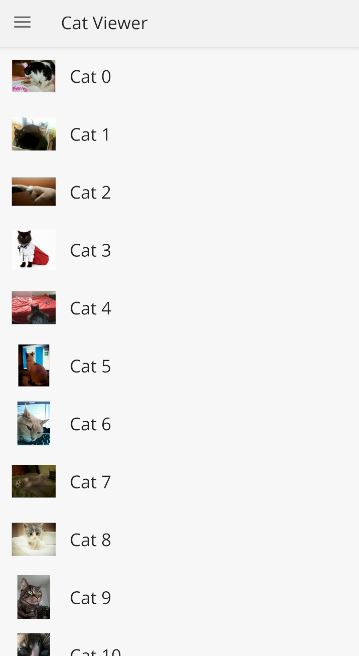 Cat Viewer
Cat 0
Cat 1
Cat 2
Cat 3
Cat 4
Cat 5
Cat 6
Cat 7
Cat 8
Cat 9
Cat 10